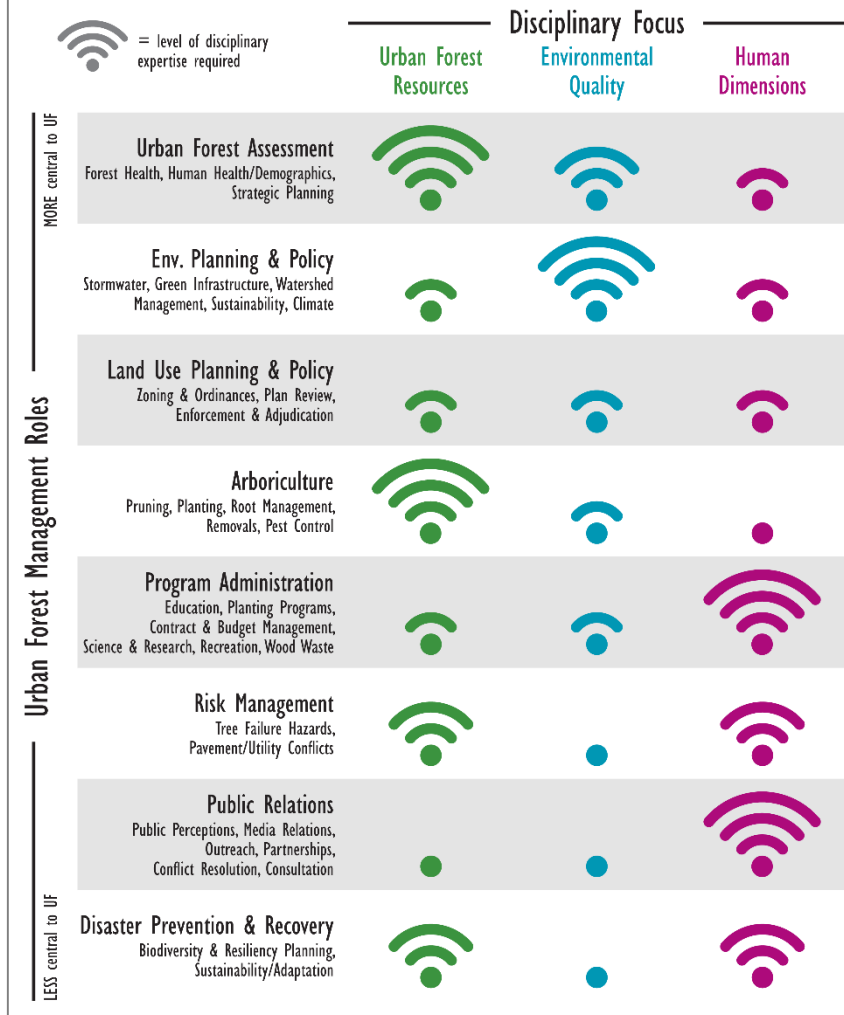 = level of disciplinary
expertise required
Disciplinary Focus
Urban Forest
Resources
Environmental
Quality
Human
Dimensions
Urban Forest Management Roles
MORE central to UF
LESS central to UF
Urban Forest Assessment
Forest Health, Human Health/Demographics,
Strategic Planning
Env. Planning & Policy
Stormwater, Green Infrastructure, Watershed
Management, Sustainability, Climate
Land Use Planning & Policy
Zoning & Ordinances, Plan Review,
Enforcement & Adjudication
Arboriculture
Pruning, Planting, Root Management,
Removals, Pest Control
Program Administration
Education, Planting Programs,
Contract & Budget Management,
Science & Research, Recreation, Wood Waste
Risk Management
Tree Failure Hazards,
Pavement/Utility Conflicts
Public Relations
Public Perceptions, Media Relations,
Outreach, Partnerships,
Conflict Resolution, Consultation
Disaster Prevention & Recovery
Biodiversity & Resiliency Planning,
Sustainability/Adaptation